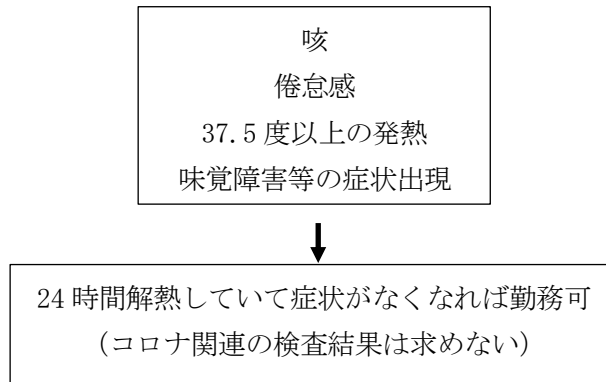 咳
倦怠感
37.5 度以上の発熱
味覚障害等の症状出現
24 時間解熱していて症状がなくなれば勤務可
（コロナ関連の検査結果は求めない）